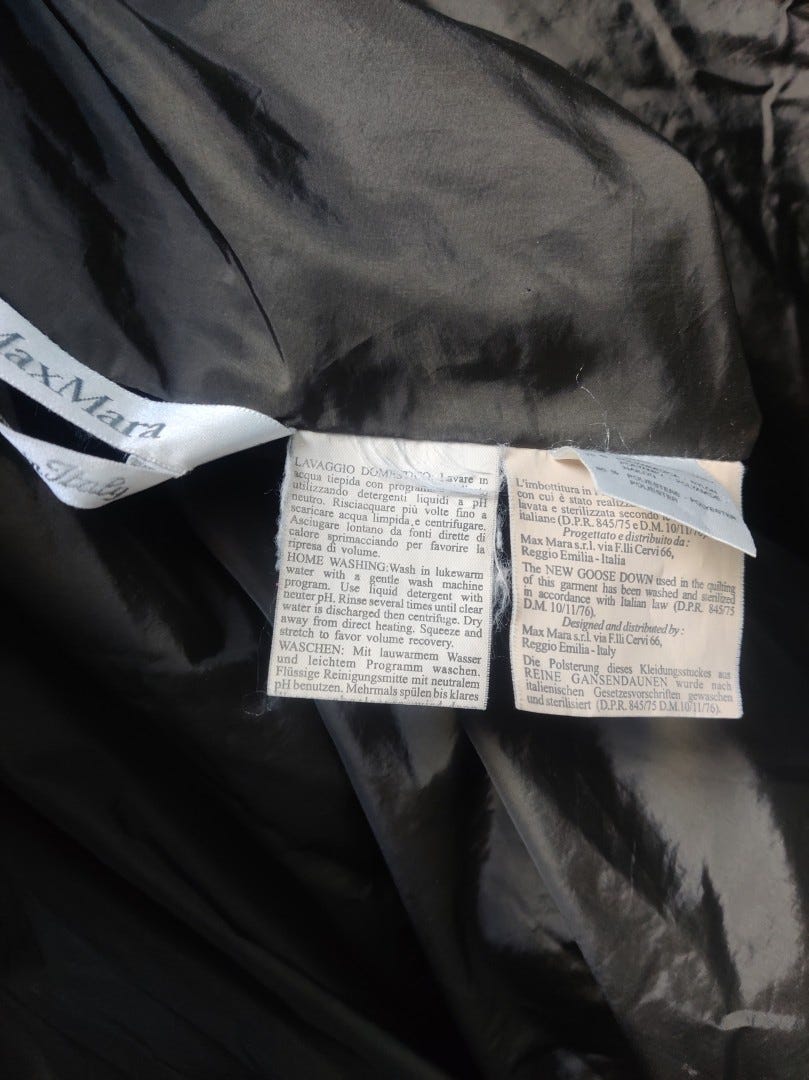 MaxMara
Italy
LAVAGGIO DOMESTICO: Lavare in
acqua tiepida con
utilizzando detergenti liquidi a pH
neutro. Risciacquare più volte fino a
scaricare acqua limpida e centrifugare.
Asciugare lontano da fonti dirette di
calore sprimacciando per favorire la
ripresa di volume.
HOME WASHING: Wash in lukewarm
water with a gentle wash machine
program. Use liquid detergent with
neuter pH. Rinse several times until clear
water is discharged then centrifuge. Dry
away from direct heating. Squeeze and
stretch to favor volume recovery.
WASCHEN: Mit lauwarmem Wasser
und leichtem Programm waschen.
Flüssige Reinigungsmitte mit neutralem
pH benutzen. Mehrmals spülen bis klares
POLIESTERE - POLYESTER
POLYESTER
L'imbottitura in
con cui è stato
lavata e sterilizzata secondo
italiane (D.P.R. 845/75 e D.M. 10/11/76)
Progettato e distribuito da :
Max Mara s.r.l. via F.lli Cervi 66,
Reggio Emilia - Italia
The NEW GOOSE DOWN used in the quilting
of this garment has been washed and sterilized
in accordance with Italian law (D.P.R. 845/75
D.M. 10/11/76).
Designed and distributed by :
Max Mara s.r.l. via F.lli Cervi 66,
Reggio Emilia - Italy
Die Polsterung dieses Kleidungsstuckes aus
REINE GANSENDAUNEN wurde nach
italienischen Gesetzesvorschriften gewaschen
und sterilisiert (D.P.R. 845/75 D.M. 10/11/76).